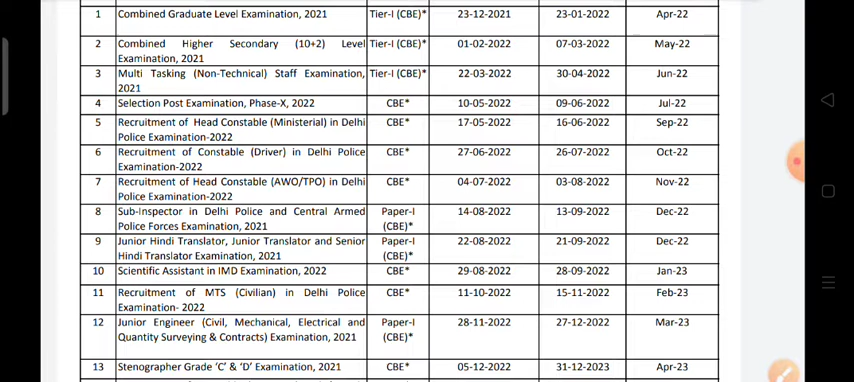 1 Combined Graduate Level Examination, 2021 Tier-I (CBE)* 23-12-2021 23-01-2022 Apr-22
2 Combined Higher Secondary (10+2) Level Tier-I (CBE)* 01-02-2022 07-03-2022 May-22
Examination, 2021
3 Multi Tasking (Non-Technical) Staff Examination, Tier-I (CBE)* 22-03-2022 30-04-2022 Jun-22
2021
4 Selection Post Examination, Phase-X, 2022 CBE* 10-05-2022 09-06-2022 Jul-22
5 Recruitment of Head Constable (Ministerial) in Delhi CBE* 17-05-2022 16-06-2022 Sep-22
Police Examination-2022
6 Recruitment of Constable (Driver) in Delhi Police CBE* 27-06-2022 26-07-2022 Oct-22
Examination-2022
7 Recruitment of Head Constable (AWO/TPO) in Delhi CBE* 04-07-2022 03-08-2022 Nov-22
Police Examination-2022
8 Sub-Inspector in Delhi Police and Central Armed Paper-I 14-08-2022 13-09-2022 Dec-22
Police Forces Examination, 2021 (CBE)*
9 Junior Hindi Translator, Junior Translator and Senior Paper-I 22-08-2022 21-09-2022 Dec-22
Hindi Translator Examination, 2021 (CBE)*
10 Scientific Assistant in IMD Examination, 2022 CBE* 29-08-2022 28-09-2022 Jan-23
11 Recruitment of MTS (Civilian) in Delhi Police CBE* 11-10-2022 15-11-2022 Feb-23
Examination- 2022
12 Junior Engineer (Civil, Mechanical, Electrical and Paper-I 28-11-2022 27-12-2022 Mar-23
Quantity Surveying & Contracts) Examination, 2021 (CBE)*
13 Stenographer Grade 'C' & 'D' Examination, 2021 CBE* 05-12-2022 31-12-2023 Apr-23